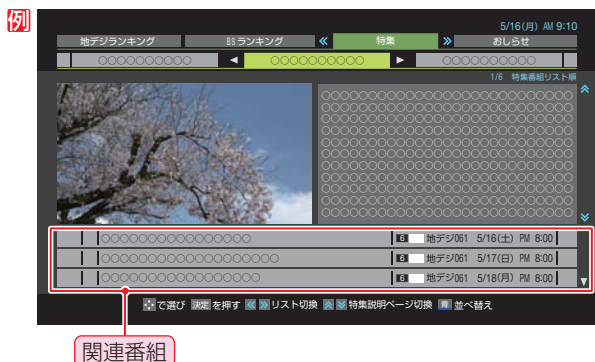 例
5/16(月) AM 9:10
地デジランキング BSランキング 特集 おしらせ
○○○○○○○○○○ ◀ ○○○○○○○○○○ ▶ ○○○○○○○○○○
1/6 特集番組リスト順
○○○○○○○○○○○○○○○○○○○○○○○○○
○○○○○○○○○○○○○○○○○○○○○○○○○
○○○○○○○○○○○○○○○○○○○○○○○○○
○○○○○○○○○○○○○○○○○○○○○○○○○
○○○○○○○○○○○○○○○○○○○○○○○○○
○○○○○○○○○○○○○○○○○○○○○○○○○
○○○○○○○○○○○○○○○○○○○○○○○○○
○○○○○○○○○○○○○○○○○○○○○○○○○
○○○○○○○○○○○○○○○○○○○○○○○○○
○○○○○○○○○○○○○○○○○○○○○○○○○
○○○○○○○○○○○○○○○○ 6 地デジ061 5/16(土) PM 8:00
○○○○○○○○○○○○○○○○○○○ 6 地デジ061 5/17(日) PM 8:00
○○○○○○○○○○○○○○○○○ 6 地デジ061 5/18(月) PM 8:00
で選び 決定 を押す リスト切換 特集説明ページ切換 青 並べ替え
関連番組